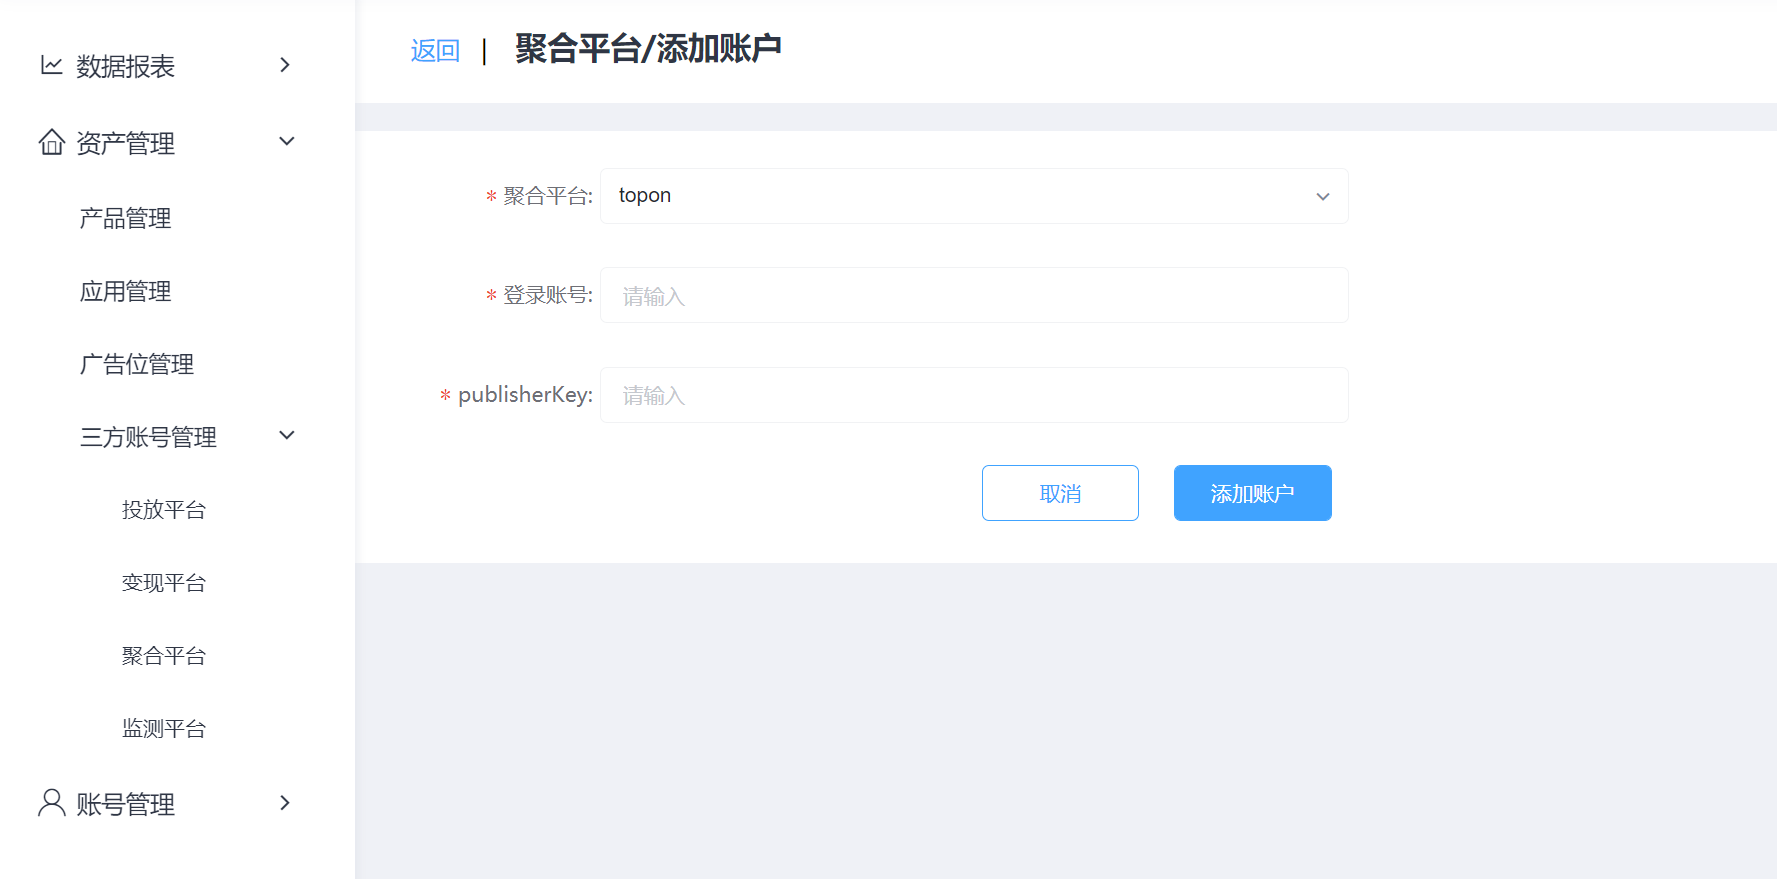 数据报表
资产管理
产品管理
应用管理
广告位管理
三方账号管理
投放平台
变现平台
聚合平台
监测平台
账号管理
返回 | 聚合平台/添加账户
* 聚合平台: topon
* 登录账号: 请输入
* publisherKey: 请输入
取消 添加账户